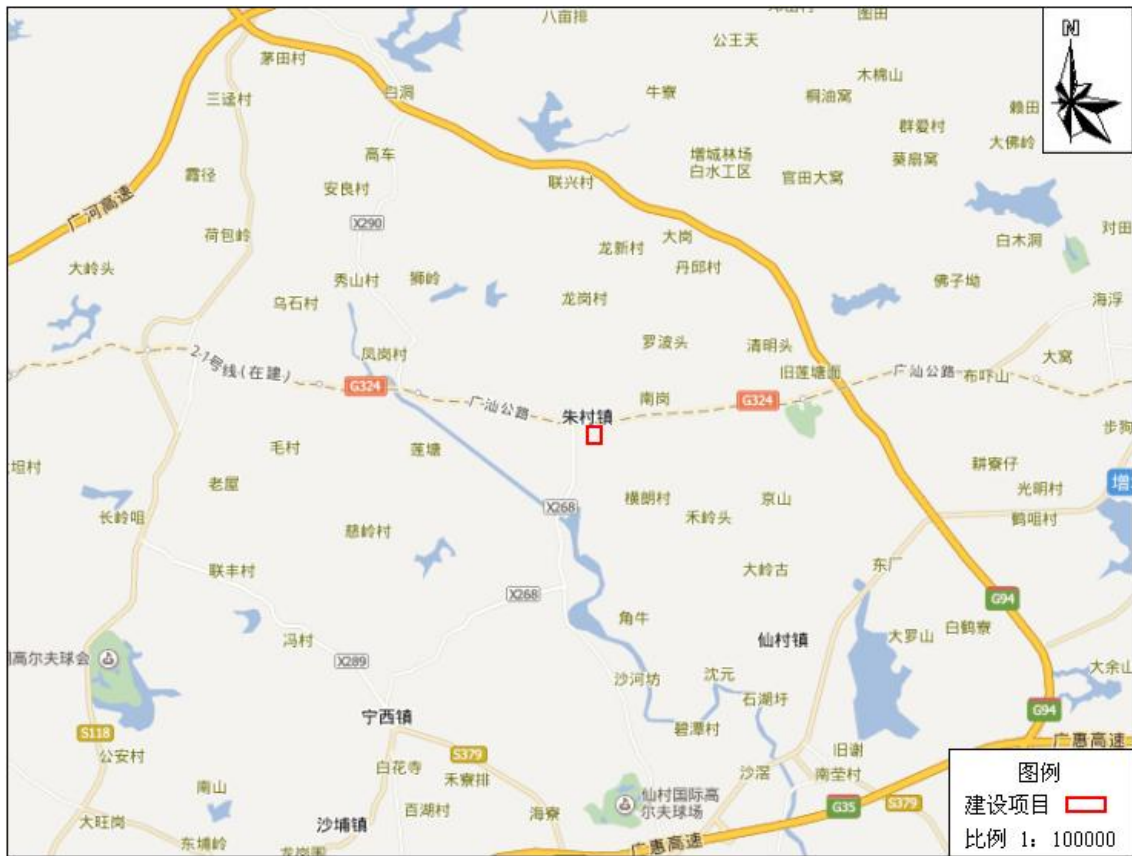 八亩排
图田
公王天
N
茅田村
木棉山
白洞
牛寮
桐油窝
三迳村
赖田
群爱村
大佛岭
高车
增城林场
白水工区
葵扇窝
霞径
安良村
联兴村
官田大窝
广河高速
X290
荷包岭
大岗
对田
龙新村
白木洞
大岭头
丹邱村
秀山村
狮岭
佛子坳
乌石村
龙岗村
海浮
罗波头
清明头
凤岗村
大窝
21号线(在建)
旧莲塘面
广汕公路
布吓山
G324
南岗
G324
广汕公路
朱村镇
步狗
毛村
莲塘
耕寮仔
坦村
老屋
光明村
增
横朗村
京山
长岭咀
X268
禾岭头
鹤咀村
慈岭村
东厂
联丰村
大岭古
X268
G94
角牛
冯村
仙村镇
大罗山
白鹤寮
高尔夫球会
X289
大余山
沙河坊
沈元
石湖圩
宁西镇
G94
碧潭村
S118
广惠高速
公安村
S379
旧谢
白花寺
沙滘
南茔村
图例
南山
禾寮排
仙村国际高
尔夫球场
建设项目
百湖村
海寮
G35
S379
大旺岗
沙埔镇
东埔岭
广惠高速
比例 1：100000
龙岗围